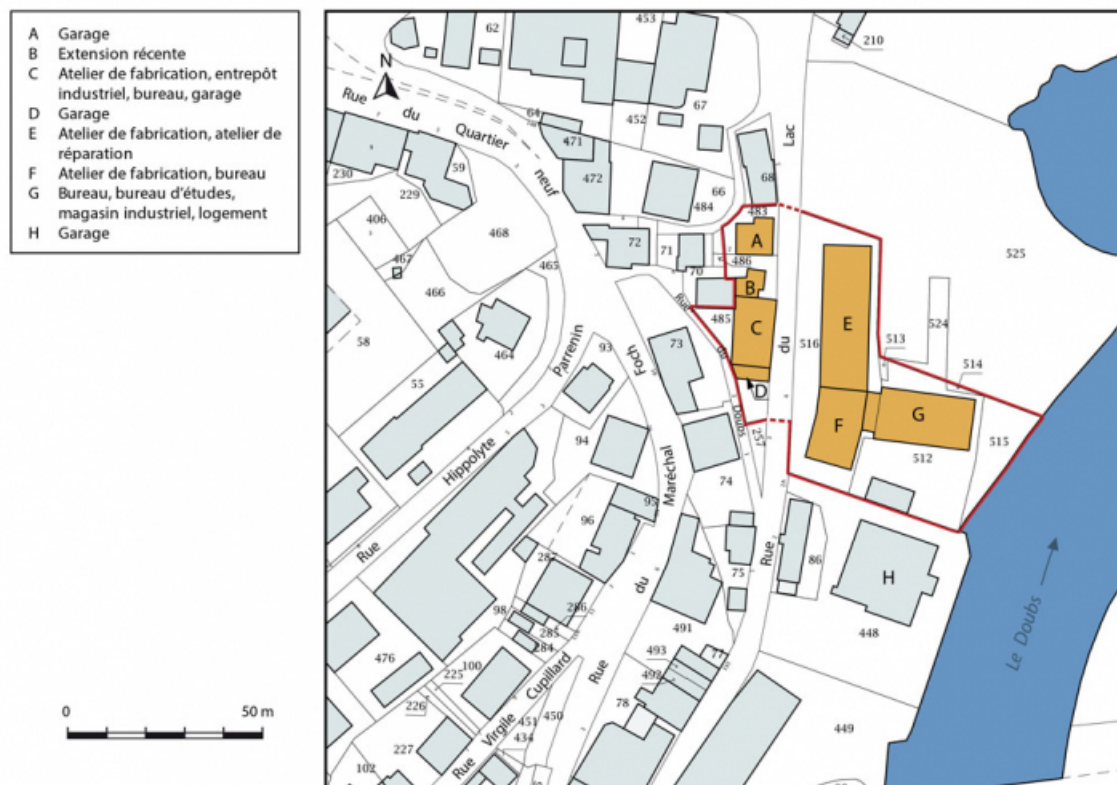 A Garage
B Extension récente
C Atelier de fabrication, entrepôt
industriel, bureau, garage
D Garage
E Atelier de fabrication, atelier de
réparation
F Atelier de fabrication, bureau
G Bureau, bureau d'études,
magasin industriel, logement
H Garage
0 50 m
N
62
453
210
67
452
64
471
472
Rue du Quartier neuf
230
229
59
468
406
467
466
465
58
55
464
66
484
68
483
72
71
70
486
485
A
B
C
D
E
F
G
H
Rue du Lac
525
516
513
524
514
515
512
257
Rue du Doubs
73
74
93
94
95
96
Rue Hippolyte Parrenin
Rue du Maréchal Foch
287
286
285
284
98
100
225
226
227
102
476
Rue Virgile Cupillard
451
434
450
78
75
491
493
492
77
86
448
449
Le Doubs